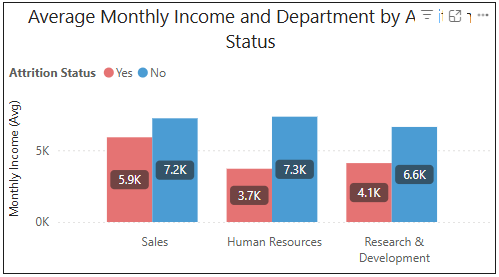 Average Monthly Income and Department by
Status
Attrition Status Yes No
Monthly Income (Avg)
5K
0K
5.9K 7.2K 3.7K 7.3K 4.1K 6.6K
Sales Human Resources Research &
Development